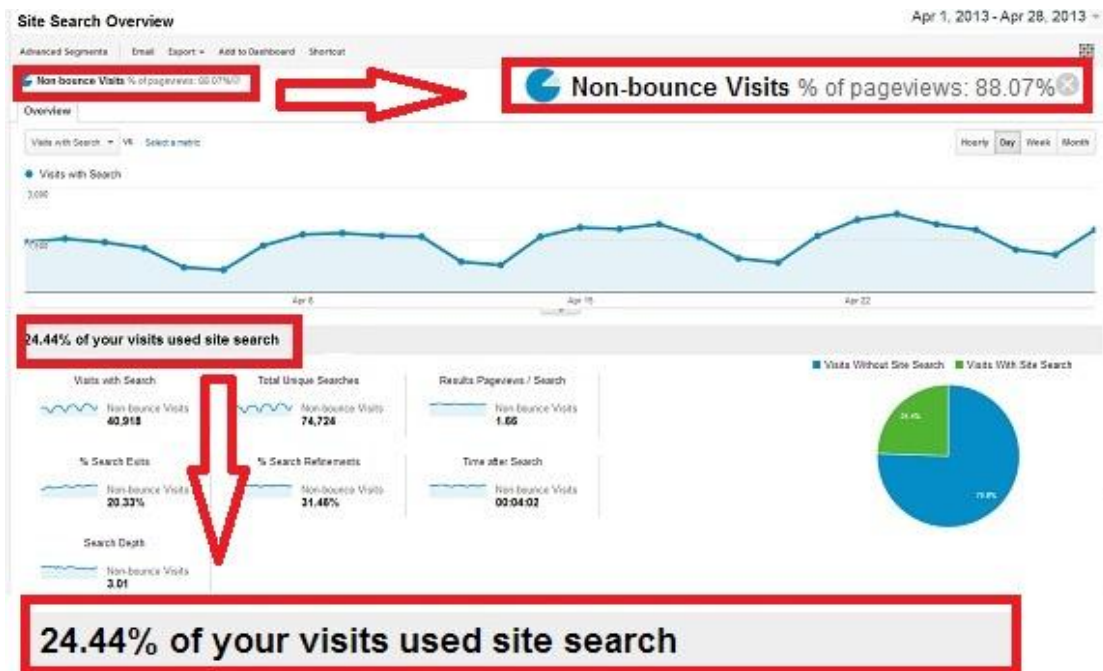 Site Search Overview
Apr 1, 2013 - Apr 28, 2013
Advanced Segments Email Export Add to Dashboard Shortcut
Non-bounce Visits % of pageviews: 88.07%
Non-bounce Visits % of pageviews: 88.07%
Overview
Visits with Search VS Select a metric
Hourly Day Week Month
Visits with Search
Apr 15
Apr 22
24.44% of your visits used site search
Visits Without Site Search Visits With Site Search
Visits with Search Total Unique Searches Results Pageviews / Search
Non-bounce Visits Non-bounce Visits Non-bounce Visits
40,918 74,724 1.66
24.4%
% Search Exits % Search Refinements Time after Search
Non-bounce Visits Non-bounce Visits Non-bounce Visits
20.33% 31.46% 00:04:02
Search Depth
Non-bounce Visits
3.01
24.44% of your visits used site search